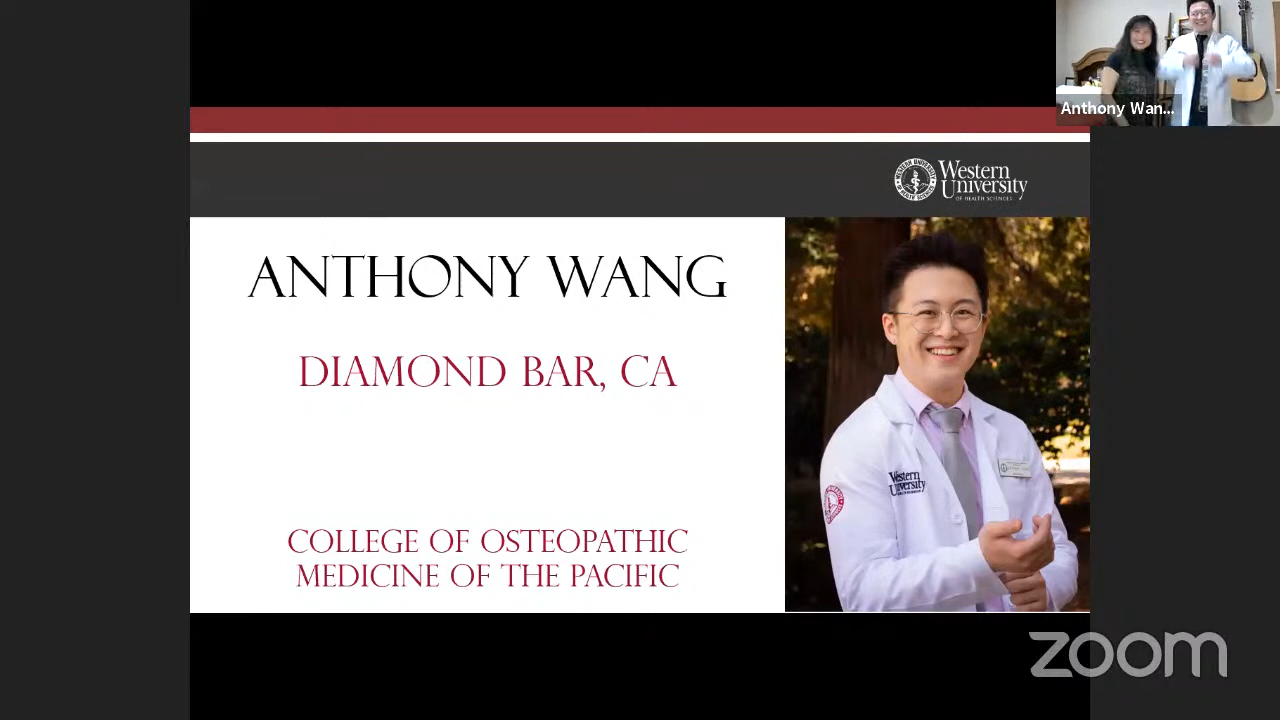 Anthony Wan...
Western
University
OF HEALTH SCIENCES
ANTHONY WANG
DIAMOND BAR, CA
COLLEGE OF OSTEOPATHIC
MEDICINE OF THE PACIFIC
Western
University
zoom